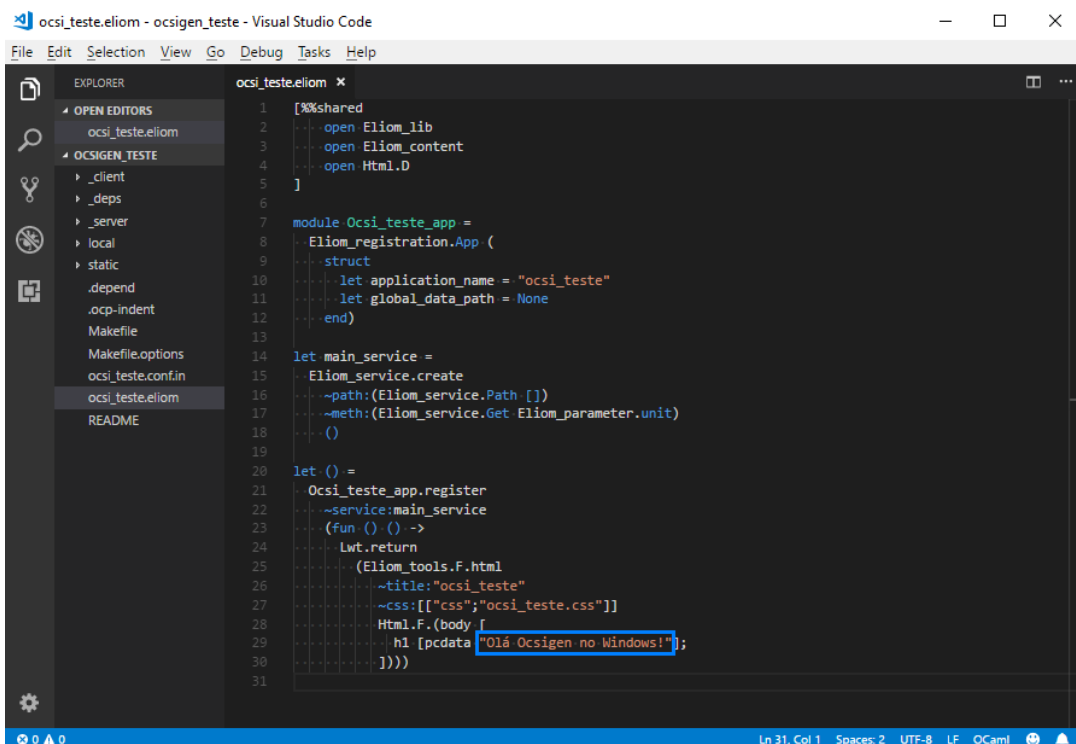 ocsi_teste.eliom - ocsigen_teste - Visual Studio Code
File Edit Selection View Go Debug Tasks Help
EXPLORER
OPEN EDITORS
ocsi_teste.eliom
OCSIGEN_TESTE
_client
_deps
_server
local
static
.depend
.ocp-indent
Makefile
Makefile.options
ocsi_teste.conf.in
ocsi_teste.eliom
README
ocsi_teste.eliom
1 [%%shared
2     open Eliom_lib
3     open Eliom_content
4     open Html.D
5 ]
6
7 module Ocsi_teste_app =
8   Eliom_registration.App (
9     struct
10       let application_name = "ocsi_teste"
11       let global_data_path = None
12     end)
13
14 let main_service =
15   Eliom_service.create
16     ~path:(Eliom_service.Path [])
17     ~meth:(Eliom_service.Get Eliom_parameter.unit)
18     ()
19
20 let () =
21   Ocsi_teste_app.register
22     ~service:main_service
23     (fun () () ->
24       Lwt.return
25         (Eliom_tools.F.html
26            ~title:"ocsi_teste"
27            ~css:[["css";"ocsi_teste.css"]]
28            Html.F.(body [
29              h1 [pcdata "Olá Ocsigen no Windows!"];
30            ])))
31
0 0 Ln 31, Col 1 Spaces: 2 UTF-8 LF OCaml